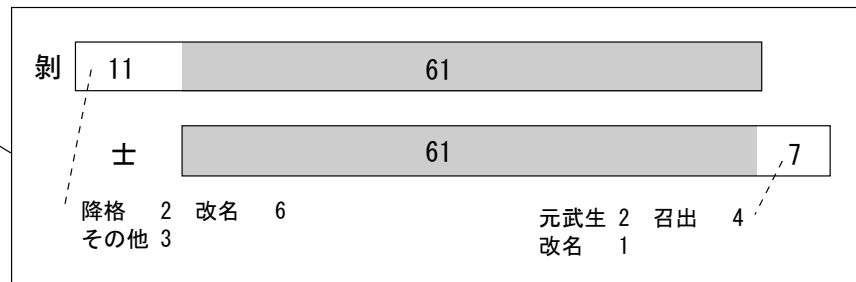 剝 11 61
士 61 7
降格 2 改名 6
その他 3
元武生 2 召出 4
改名 1